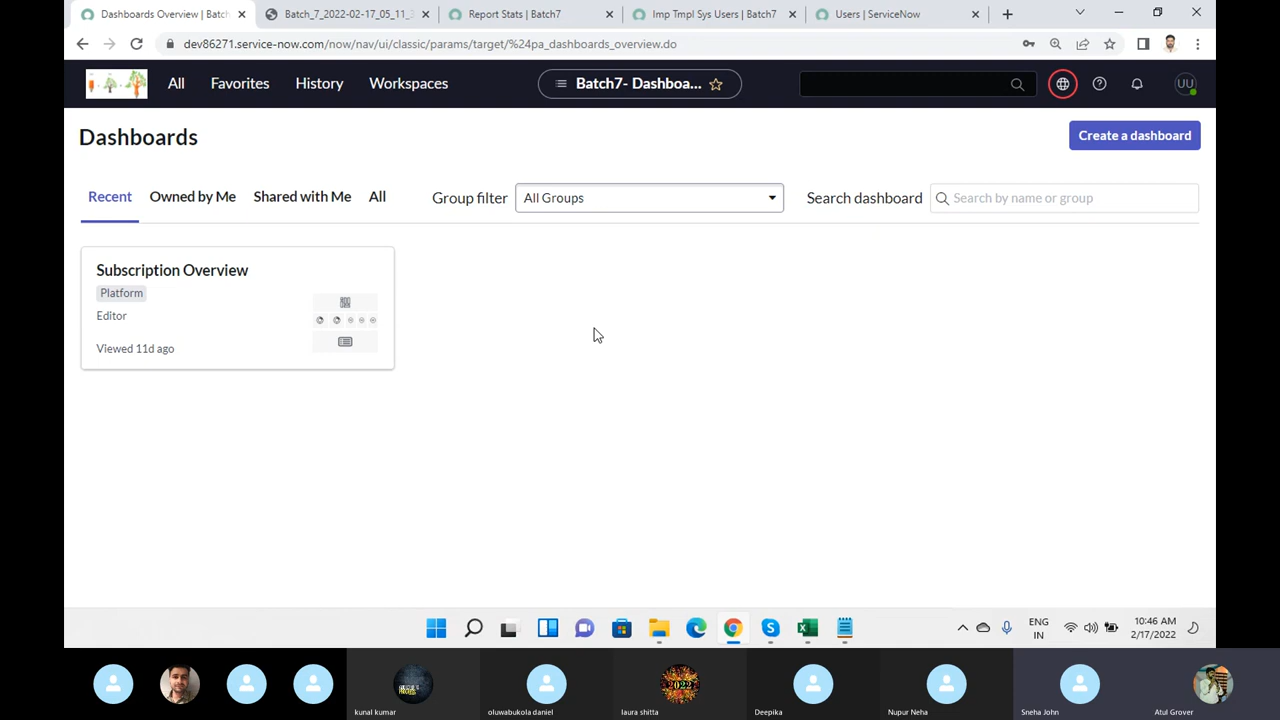 Dashboards Overview | Batch
Batch_7_2022-02-17_05_11_3
Report Stats | Batch7
Imp Tmpl Sys Users | Batch7
Users | ServiceNow
dev86271.service-now.com/now/nav/ui/classic/params/target/%24pa_dashboards_overview.do
All
Favorites
History
Workspaces
Batch7- Dashboa...
UU
Dashboards
Create a dashboard
Recent
Owned by Me
Shared with Me
All
Group filter
All Groups
Search dashboard
Search by name or group
Subscription Overview
Platform
Editor
Viewed 11d ago
ENG
IN
10:46 AM
2/17/2022
kunal kumar
oluwabukola daniel
laura shitta
Deepika
Nupur Neha
Sneha John
Atul Grover
2022